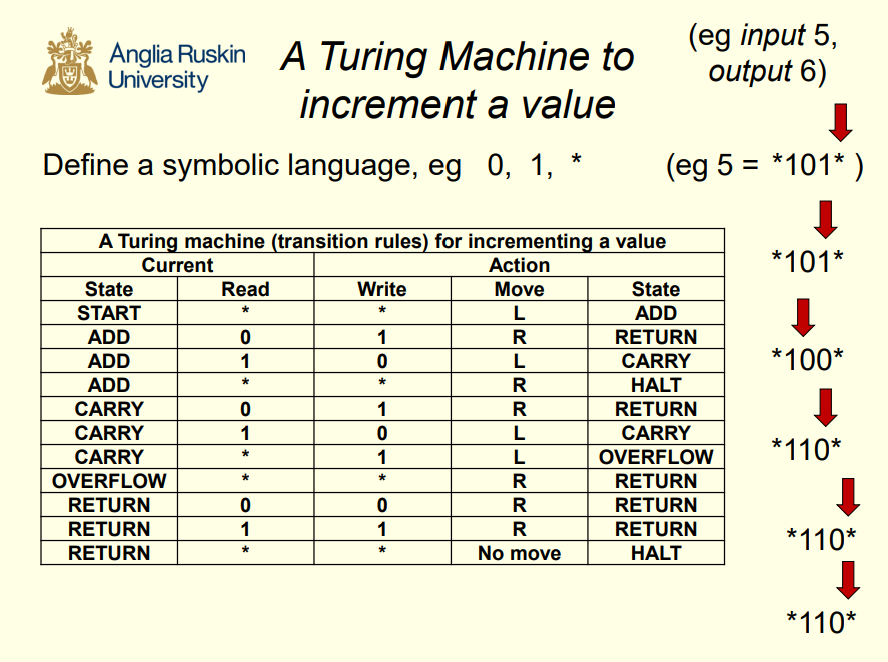 Anglia Ruskin
University
A Turing Machine to
increment a value
(eg input 5,
output 6)
Define a symbolic language, eg 0, 1, *
(eg 5 = *101* )
A Turing machine (transition rules) for incrementing a value
Current Action
State Read Write Move State
START * * L ADD
ADD 0 1 R RETURN
ADD 1 0 L CARRY
ADD * * R HALT
CARRY 0 1 R RETURN
CARRY 1 0 L CARRY
CARRY * 1 L OVERFLOW
OVERFLOW * * R RETURN
RETURN 0 0 R RETURN
RETURN 1 1 R RETURN
RETURN * * No move HALT
*101*
*100*
*110*
*110*
*110*